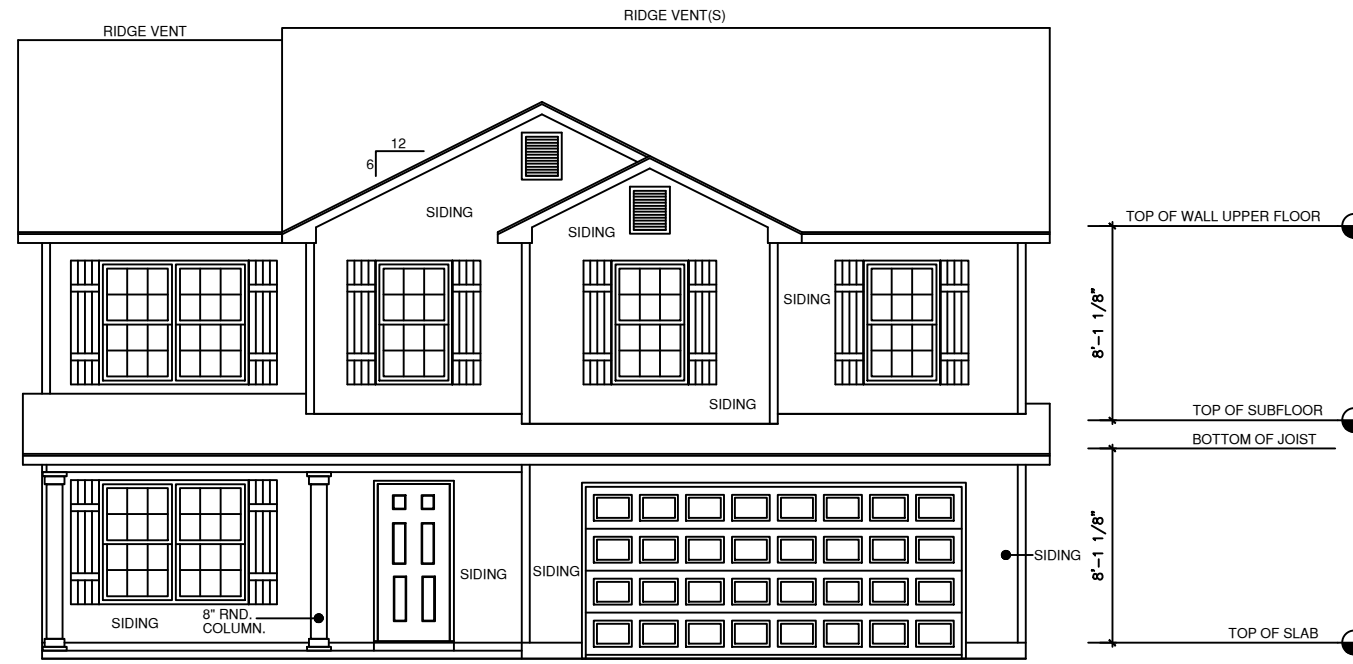 RIDGE VENT(S)
RIDGE VENT
12
6
SIDING
SIDING
TOP OF WALL UPPER FLOOR
SIDING
8'-1 1/8"
SIDING
TOP OF SUBFLOOR
BOTTOM OF JOIST
8'-1 1/8"
SIDING
SIDING
SIDING
8" RND.
COLUMN.
SIDING
TOP OF SLAB